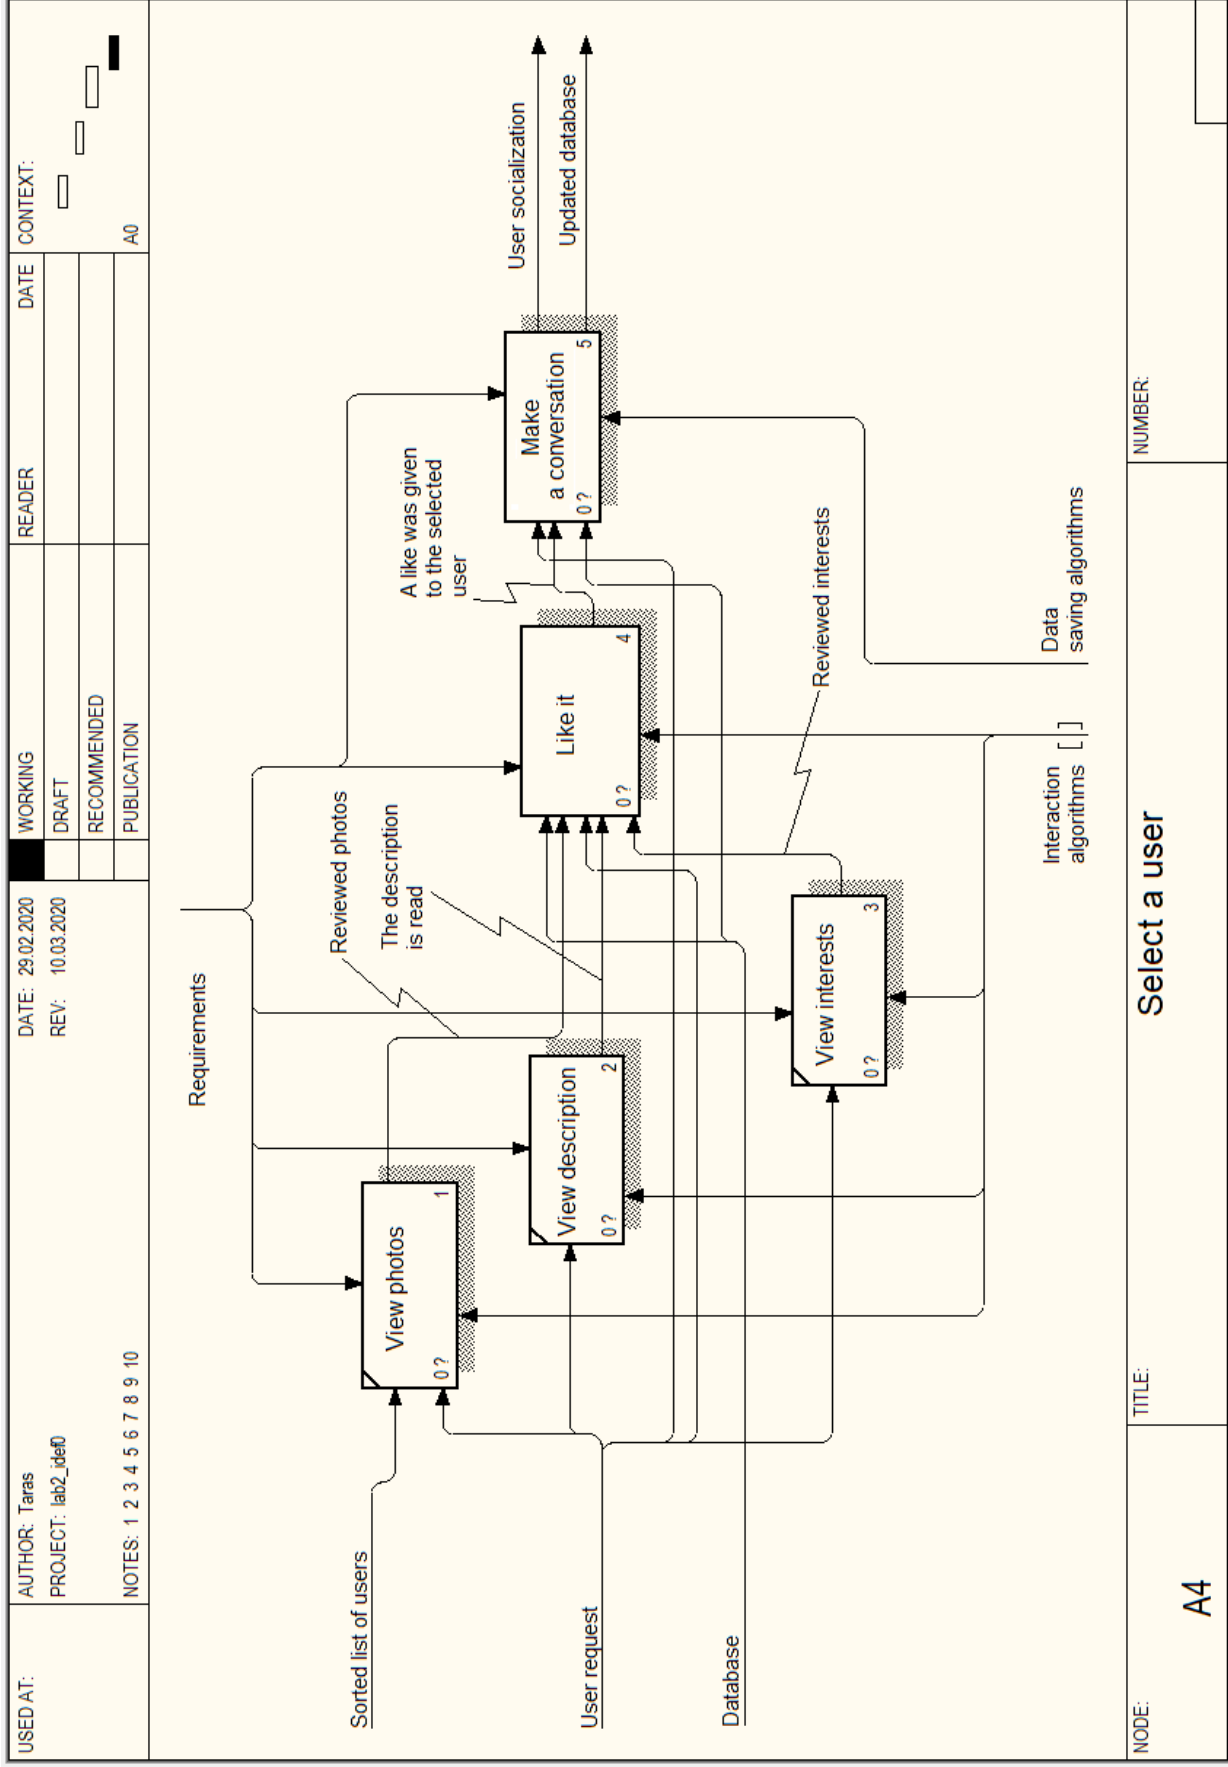 USED AT:
AUTHOR: Taras
PROJECT: lab2_idef0
NOTES: 1 2 3 4 5 6 7 8 9 10
DATE: 29.02.2020
REV: 10.03.2020
WORKING
DRAFT
RECOMMENDED
PUBLICATION
READER
DATE
CONTEXT:
A0
Requirements
Sorted list of users
User request
Database
View photos
0 ?
1
Reviewed photos
View description
0 ?
2
The description
is read
View interests
0 ?
3
Reviewed interests
Like it
0 ?
4
A like was given
to the selected
user
Make
a conversation
0 ?
5
User socialization
Updated database
Interaction
algorithms
Data
saving algorithms
NODE:
A4
TITLE:
Select a user
NUMBER: